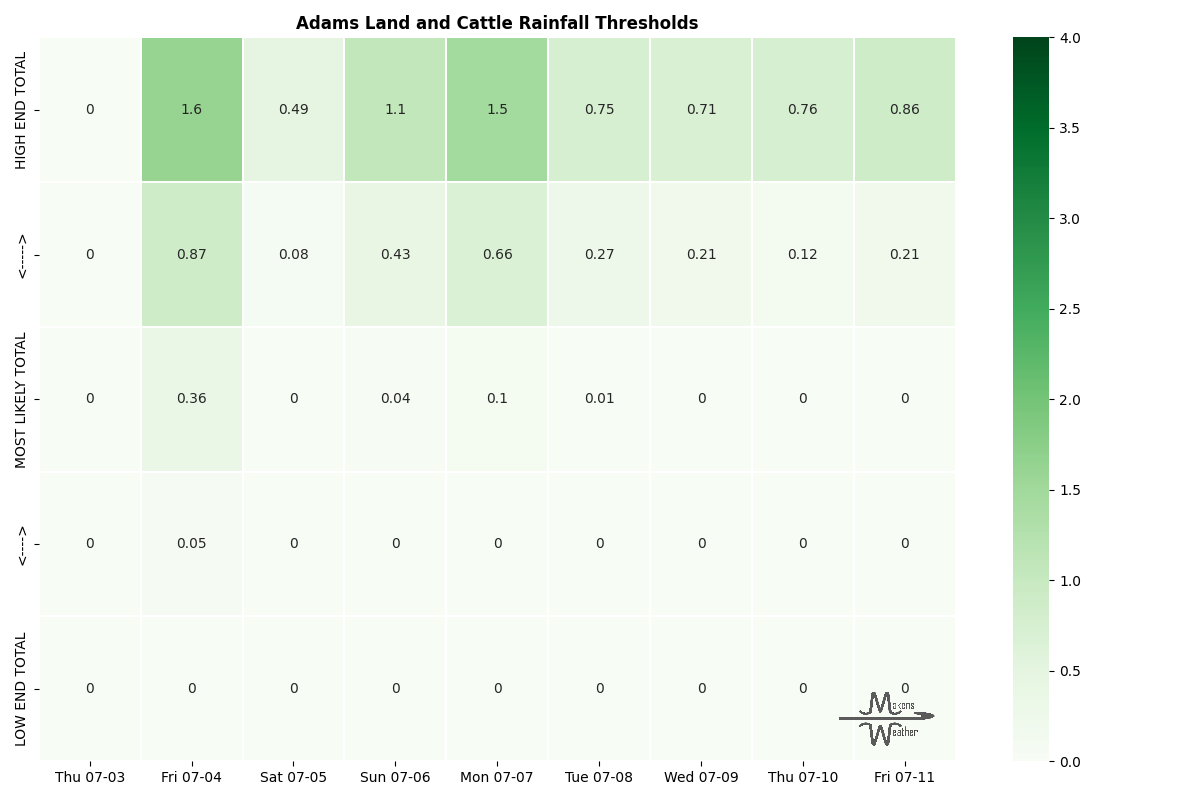 Adams Land and Cattle Rainfall Thresholds
HIGH END TOTAL
0 1.6 0.49 1.1 1.5 0.75 0.71 0.76 0.86
<----->
0 0.87 0.08 0.43 0.66 0.27 0.21 0.12 0.21
MOST LIKELY TOTAL
0 0.36 0 0.04 0.1 0.01 0 0 0
<---->
0 0.05 0 0 0 0 0 0 0
LOW END TOTAL
0 0 0 0 0 0 0 0 0
Makens
Weather
Thu 07-03 Fri 07-04 Sat 07-05 Sun 07-06 Mon 07-07 Tue 07-08 Wed 07-09 Thu 07-10 Fri 07-11
4.0
3.5
3.0
2.5
2.0
1.5
1.0
0.5
0.0